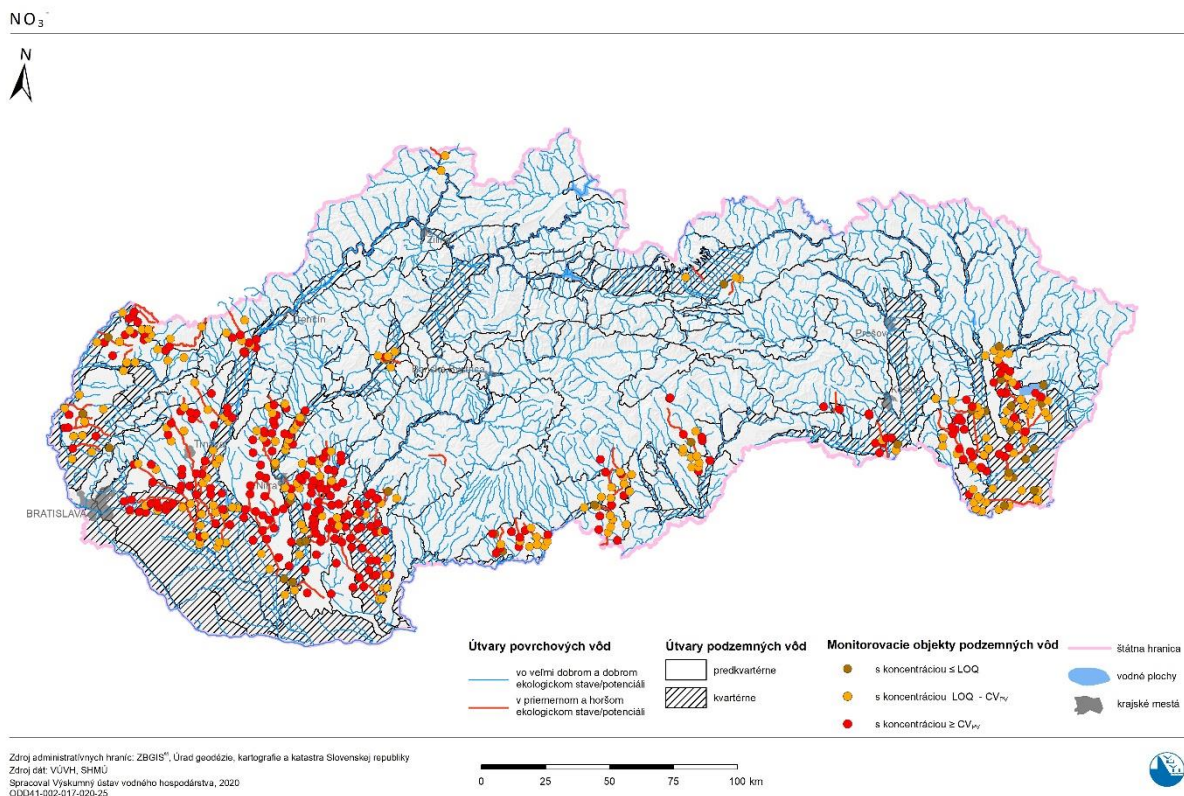 NO₃⁻
N
Žilina
Trenčín
Prešov
Banská Bystrica
Košice
Trnava
Nitra
BRATISLAVA
Útvary povrchových vôd
vo veľmi dobrom a dobrom
ekologickom stave/potenciáli
v priemernom a horšom
ekologickom stave/potenciáli
Útvary podzemných vôd
predkvartérne
kvartérne
Monitorovacie objekty podzemných vôd
s koncentráciou ≤ LOQ
s koncentráciou LOQ - CVₚᵥ
s koncentráciou ≥ CVₚᵥ
štátna hranica
vodné plochy
krajské mestá
Zdroj administratívnych hraníc: ZBGIS®, Úrad geodézie, kartografie a katastra Slovenskej republiky
Zdroj dát: VÚVH, SHMÚ
Spracoval Výskumný ústav vodného hospodárstva, 2020
ODD41-002-017-020-25
0 25 50 75 100 km